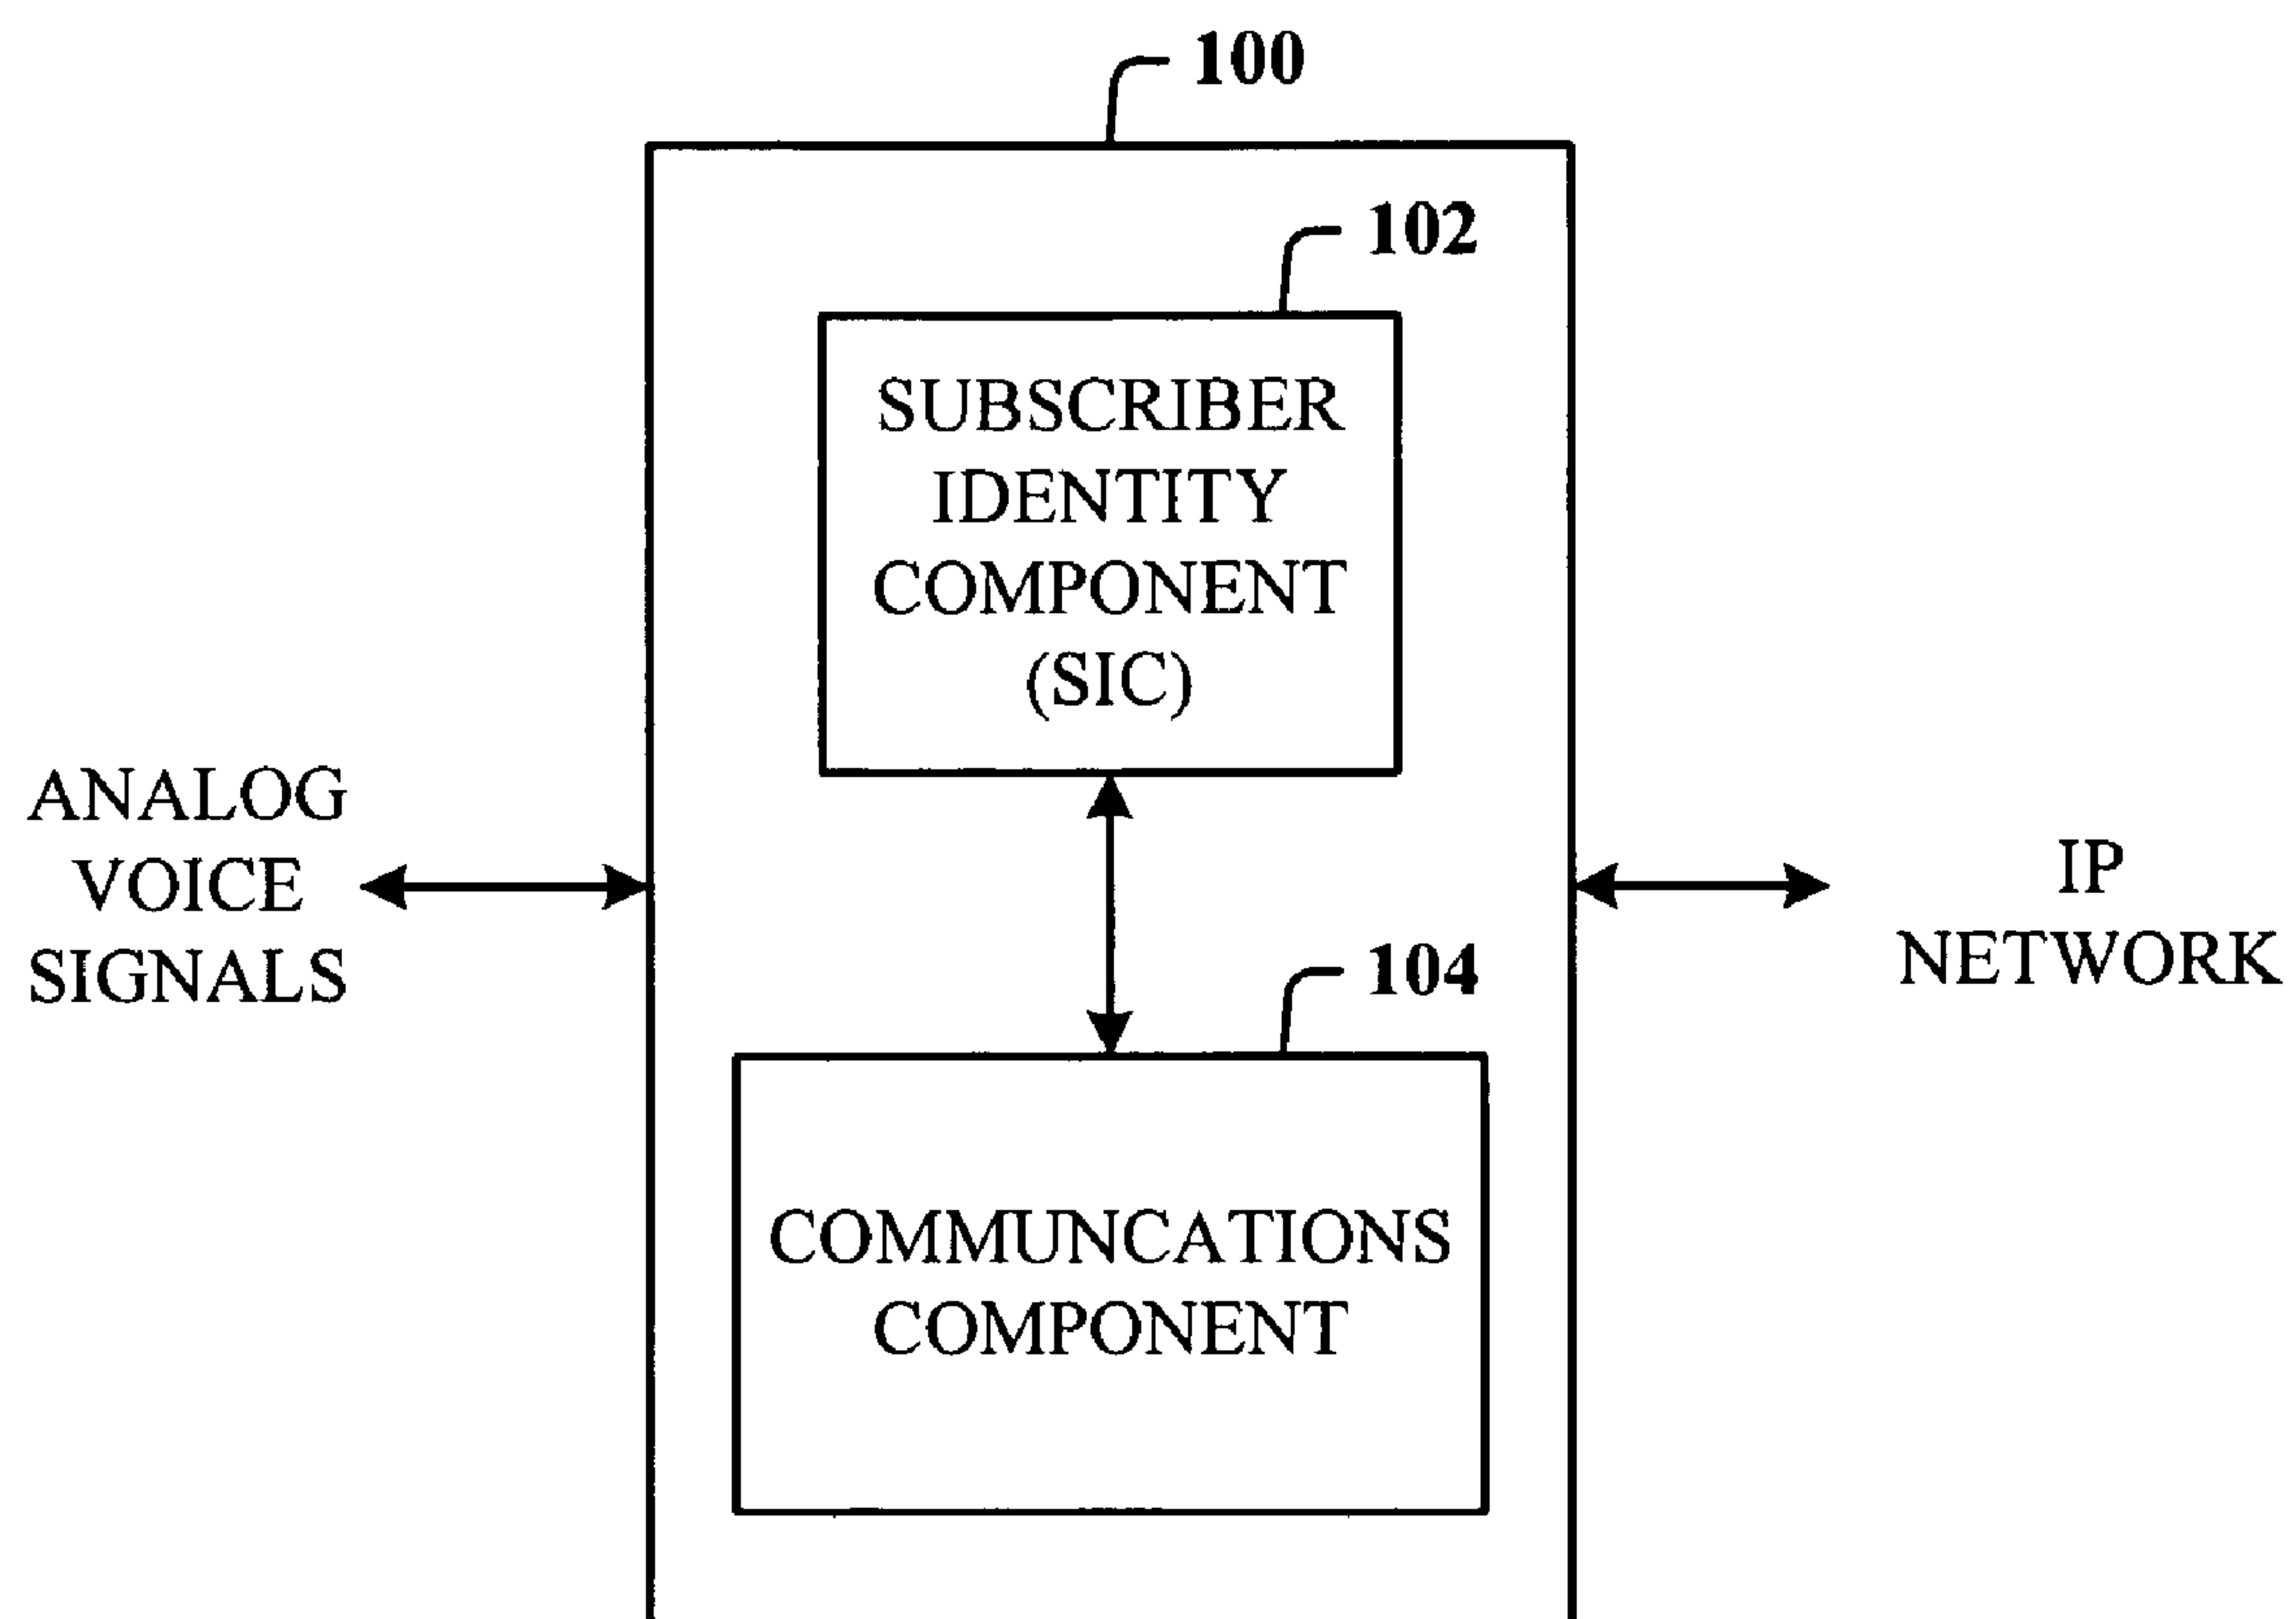 100
102
SUBSCRIBER
IDENTITY
COMPONENT
(SIC)
ANALOG
VOICE
SIGNALS
IP
NETWORK
104
COMMUNCATIONS
COMPONENT